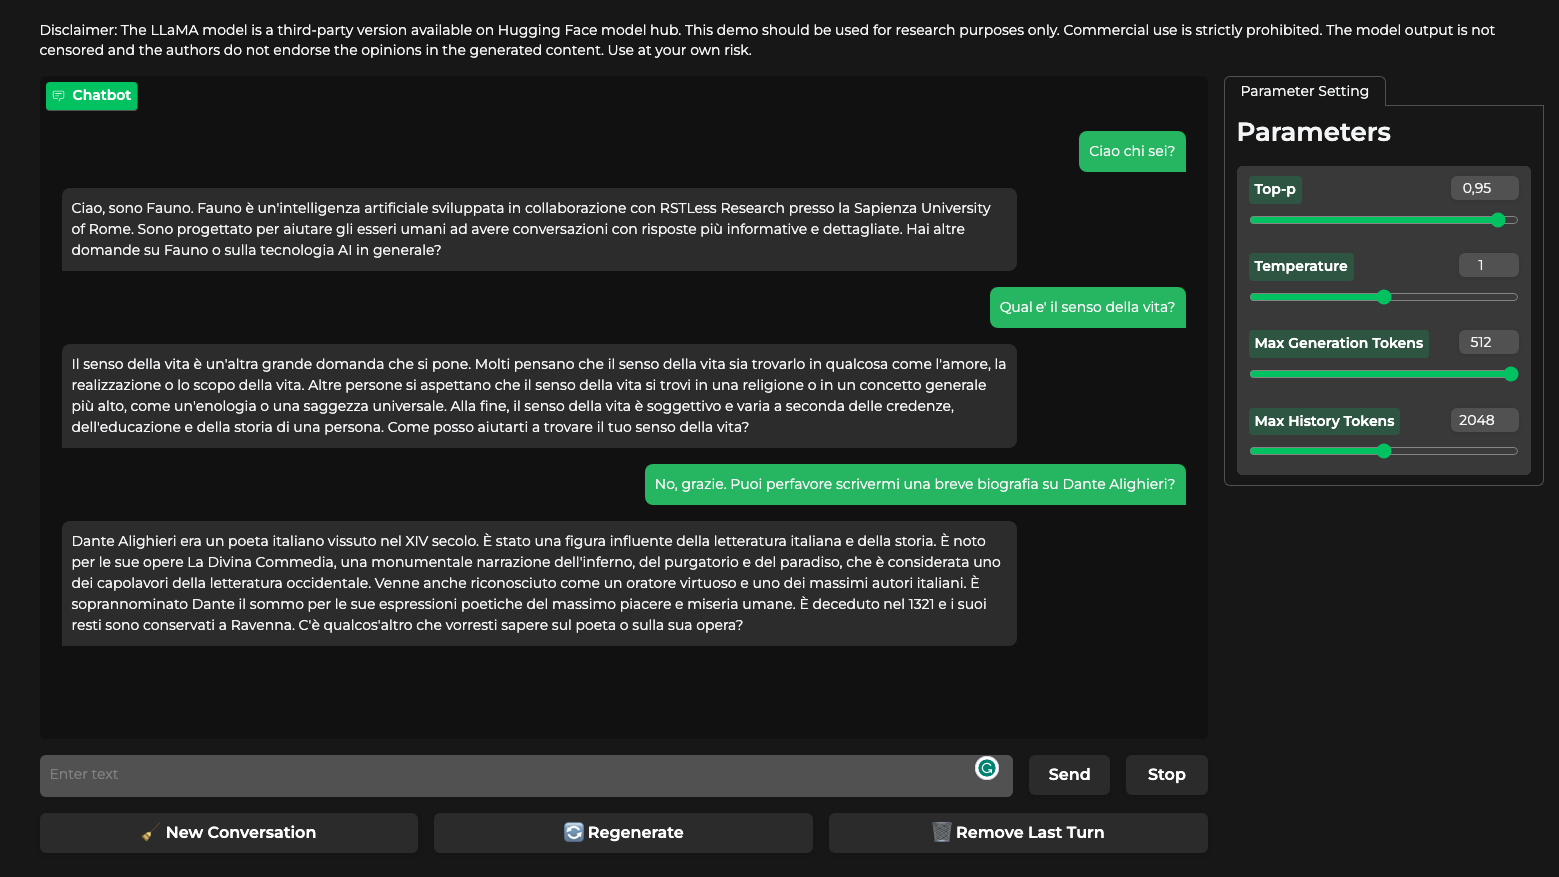 Disclaimer: The LLaMA model is a third-party version available on Hugging Face model hub. This demo should be used for research purposes only. Commercial use is strictly prohibited. The model output is not
censored and the authors do not endorse the opinions in the generated content. Use at your own risk.
Chatbot
Ciao chi sei?
Ciao, sono Fauno. Fauno è un'intelligenza artificiale sviluppata in collaborazione con RSTLess Research presso la Sapienza University
of Rome. Sono progettato per aiutare gli esseri umani ad avere conversazioni con risposte più informative e dettagliate. Hai altre
domande su Fauno o sulla tecnologia AI in generale?
Qual e' il senso della vita?
Il senso della vita è un'altra grande domanda che si pone. Molti pensano che il senso della vita sia trovarlo in qualcosa come l'amore, la
realizzazione o lo scopo della vita. Altre persone si aspettano che il senso della vita si trovi in una religione o in un concetto generale
più alto, come un'enologia o una saggezza universale. Alla fine, il senso della vita è soggettivo e varia a seconda delle credenze,
dell'educazione e della storia di una persona. Come posso aiutarti a trovare il tuo senso della vita?
No, grazie. Puoi perfavore scrivermi una breve biografia su Dante Alighieri?
Dante Alighieri era un poeta italiano vissuto nel XIV secolo. È stato una figura influente della letteratura italiana e della storia. È noto
per le sue opere La Divina Commedia, una monumentale narrazione dell'inferno, del purgatorio e del paradiso, che è considerata uno
dei capolavori della letteratura occidentale. Venne anche riconosciuto come un oratore virtuoso e uno dei massimi autori italiani. È
soprannominato Dante il sommo per le sue espressioni poetiche del massimo piacere e miseria umane. È deceduto nel 1321 e i suoi
resti sono conservati a Ravenna. C'è qualcos'altro che vorresti sapere sul poeta o sulla sua opera?
Enter text
G
Send
Stop
New Conversation
Regenerate
Remove Last Turn
Parameter Setting
Parameters
Top-p 0,95
Temperature 1
Max Generation Tokens 512
Max History Tokens 2048